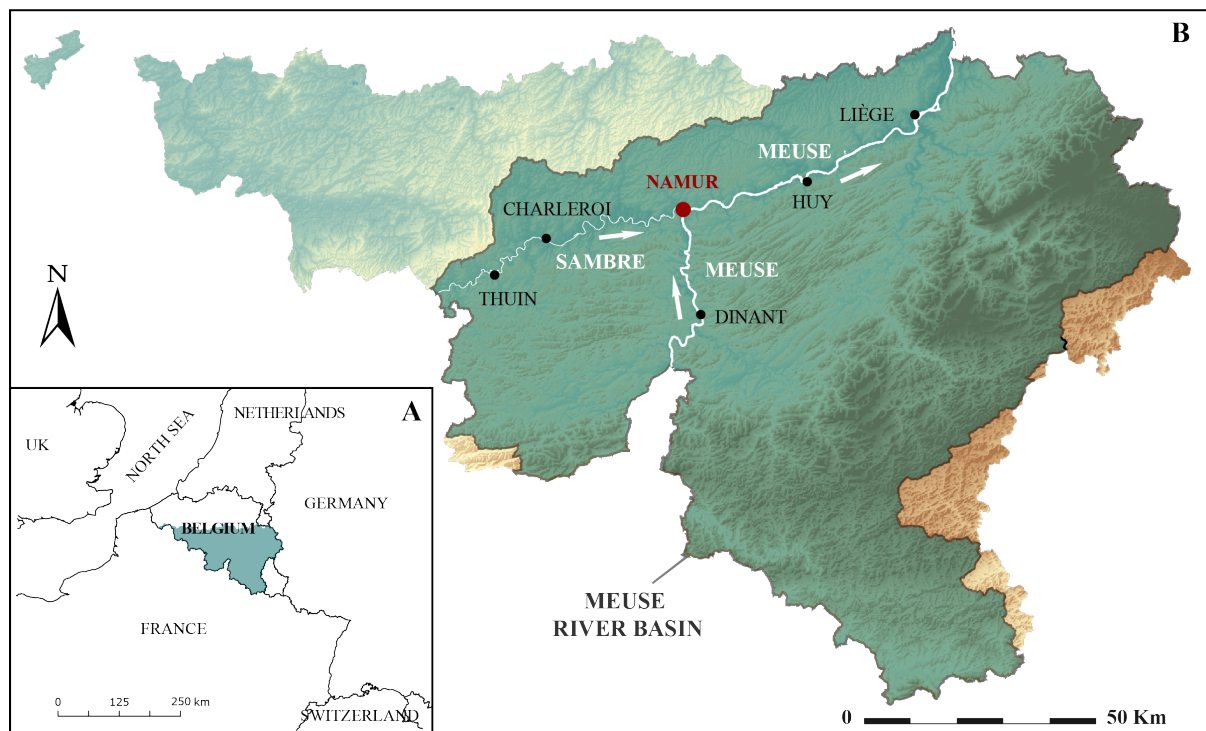 B
LIÈGE
MEUSE
NAMUR
HUY
CHARLEROI
SAMBRE
MEUSE
THUIN
DINANT
N
MEUSE
RIVER BASIN
0 50 Km
A
NETHERLANDS
UK
NORTH SEA
GERMANY
BELGIUM
FRANCE
0 125 250 km
SWITZERLAND